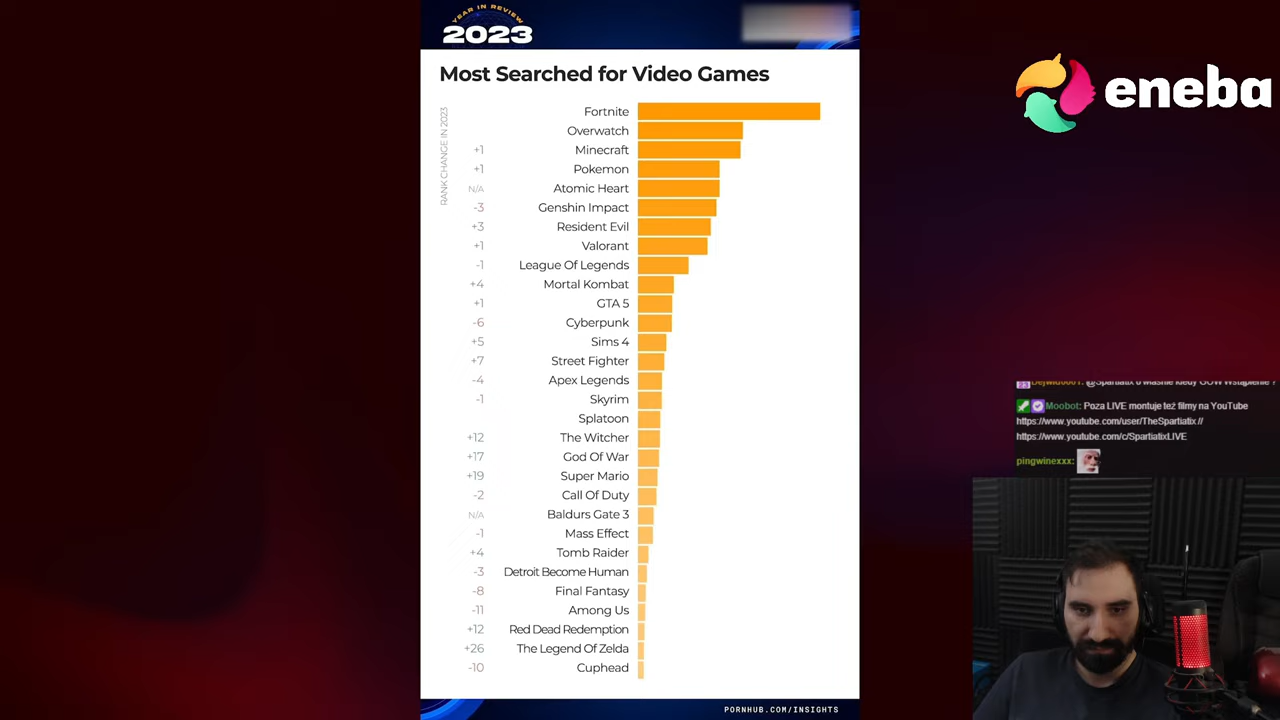 YEAR IN REVIEW
2023
Most Searched for Video Games
RANK CHANGE IN 2023
Fortnite
Overwatch
+1 Minecraft
+1 Pokemon
N/A Atomic Heart
-3 Genshin Impact
+3 Resident Evil
+1 Valorant
-1 League Of Legends
+4 Mortal Kombat
+1 GTA 5
-6 Cyberpunk
+5 Sims 4
+7 Street Fighter
-4 Apex Legends
-1 Skyrim
Splatoon
+12 The Witcher
+17 God Of War
+19 Super Mario
-2 Call Of Duty
N/A Baldurs Gate 3
-1 Mass Effect
+4 Tomb Raider
-3 Detroit Become Human
-8 Final Fantasy
-11 Among Us
+12 Red Dead Redemption
+26 The Legend Of Zelda
-10 Cuphead
PORNHUB.COM/INSIGHTS
eneba
Moobot: Poza LIVE montuje też filmy na YouTube
https://www.youtube.com/user/TheSpartiatix //
https://www.youtube.com/c/SpartiatixLIVE
pingwinexxx: